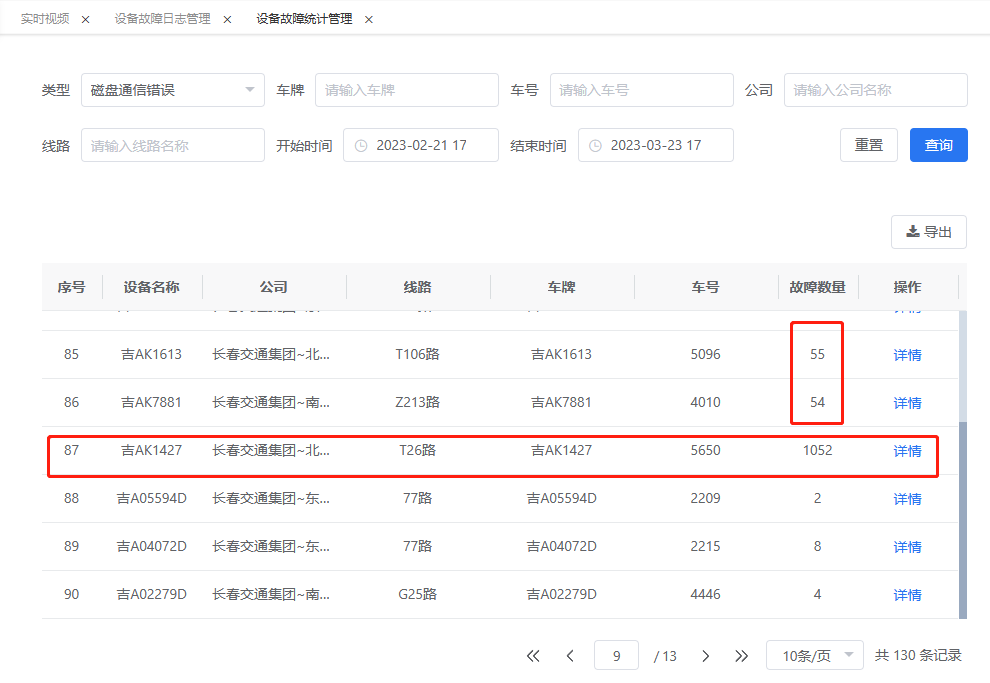 实时视频 × 设备故障日志管理 × 设备故障统计管理 ×
类型 磁盘通信错误 车牌 请输入车牌 车号 请输入车号 公司 请输入公司名称
线路 请输入线路名称 开始时间 2023-02-21 17 结束时间 2023-03-23 17 重置 查询
导出
序号 设备名称 公司 线路 车牌 车号 故障数量 操作
85 吉AK1613 长春交通集团~北... T106路 吉AK1613 5096 55 详情
86 吉AK7881 长春交通集团~南... Z213路 吉AK7881 4010 54 详情
87 吉AK1427 长春交通集团~北... T26路 吉AK1427 5650 1052 详情
88 吉A05594D 长春交通集团~东... 77路 吉A05594D 2209 2 详情
89 吉A04072D 长春交通集团~东... 77路 吉A04072D 2215 8 详情
90 吉A02279D 长春交通集团~南... G25路 吉A02279D 4446 4 详情
9 / 13 10条/页 共 130 条记录